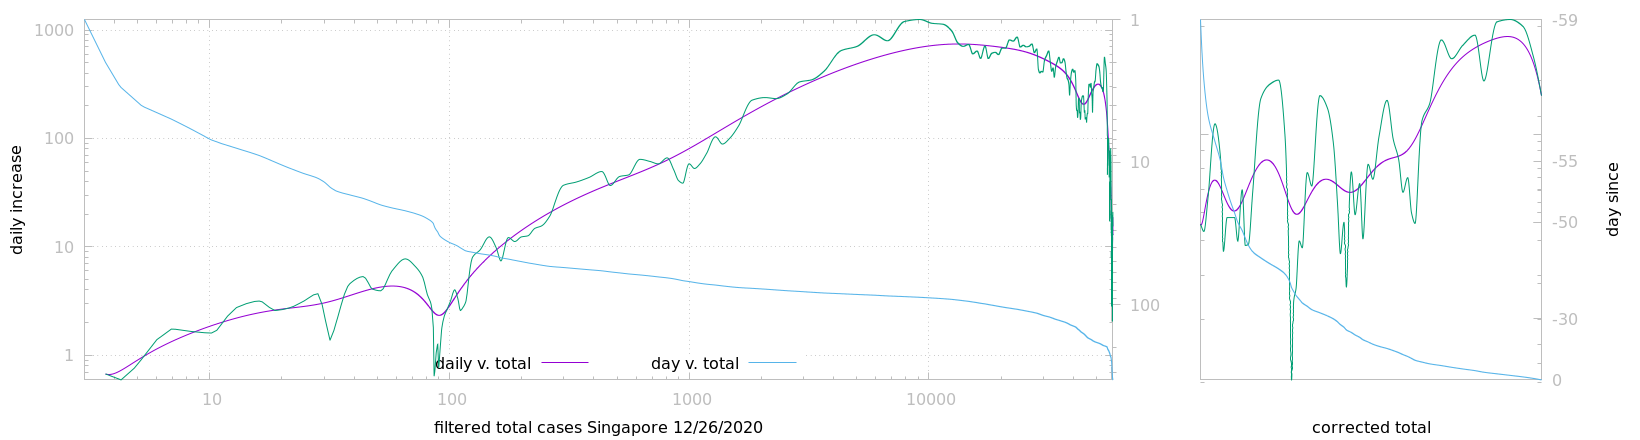 1000
100
10
1
daily increase
10
100
1000
10000
1
10
100
daily v. total
day v. total
filtered total cases Singapore 12/26/2020
-59
-55
-50
-30
0
day since
corrected total